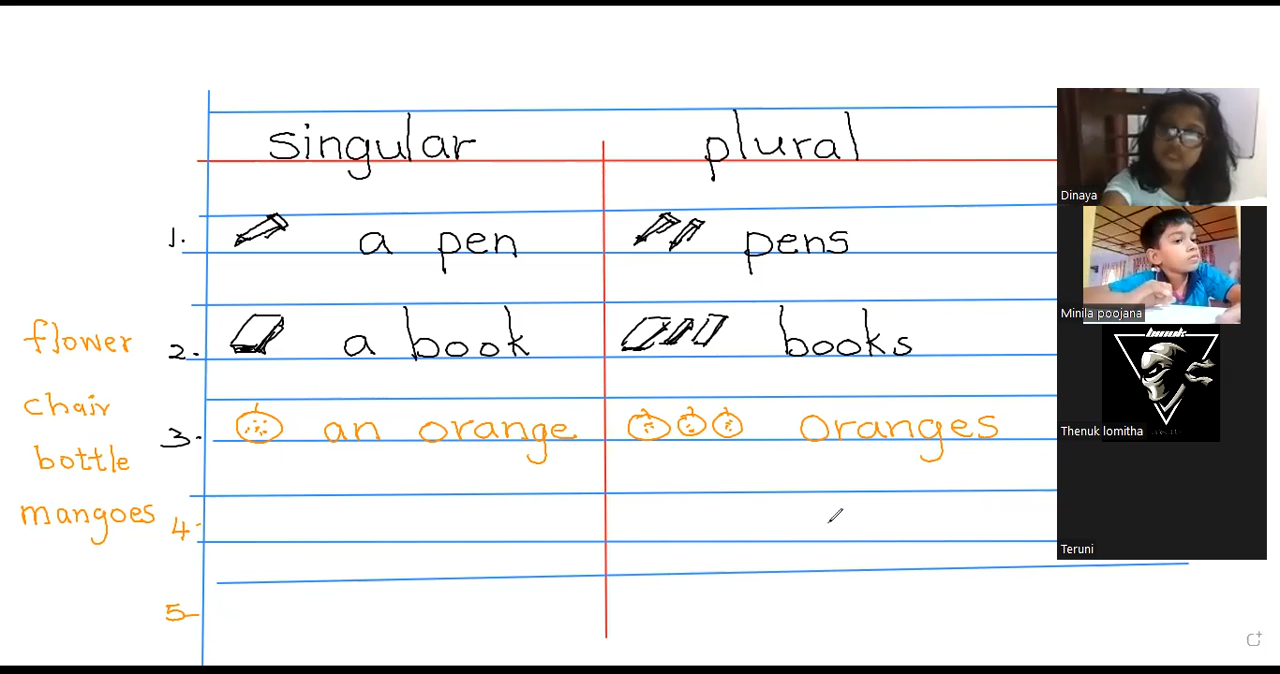 singular plural
1. a pen pens
2. a book books
3. an orange oranges
4.
5
flower
chair
bottle
mangoes
Dinaya
Minila poojana
Thenuk lomitha
Teruni